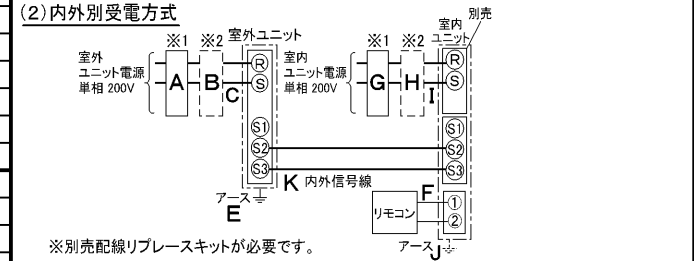 (2)内外別受電方式
別売
※1 ※2 室外ユニット
※1 ※2 室内ユニット
室外ユニット電源 単相 200V
A B C
R
S
S1
S2
S3
アース
E
室内ユニット電源 単相 200V
G H I
R
S
S1
S2
S3
K 内外信号線
リモコン
F
①
②
アース J
※別売配線リプレースキットが必要です。